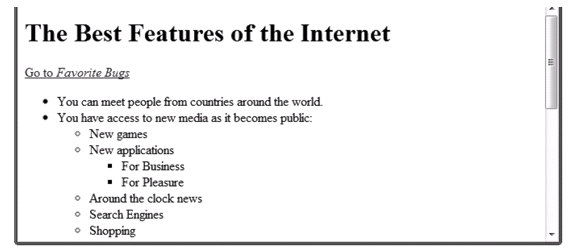 The Best Features of the Internet
Go to Favorite Bugs
You can meet people from countries around the world.
You have access to new media as it becomes public:
New games
New applications
For Business
For Pleasure
Around the clock news
Search Engines
Shopping